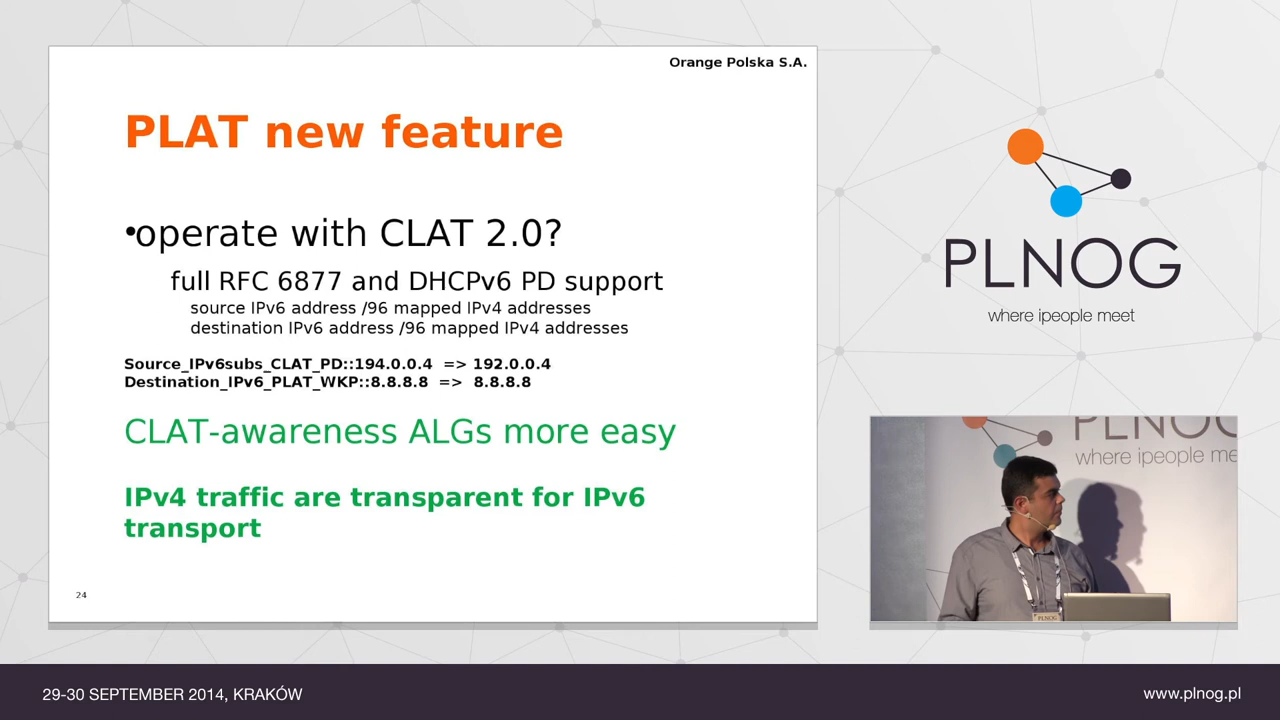 Orange Polska S.A.
PLAT new feature
•operate with CLAT 2.0?
full RFC 6877 and DHCPv6 PD support
source IPv6 address /96 mapped IPv4 addresses
destination IPv6 address /96 mapped IPv4 addresses
Source_IPv6subs_CLAT_PD::194.0.0.4 => 192.0.0.4
Destination_IPv6_PLAT_WKP::8.8.8.8 => 8.8.8.8
CLAT-awareness ALGs more easy
IPv4 traffic are transparent for IPv6
transport
24
PLNOG
where ipeople meet
PLNOG
where ipeople me
PLNOG
29-30 SEPTEMBER 2014, KRAKÓW
www.plnog.pl